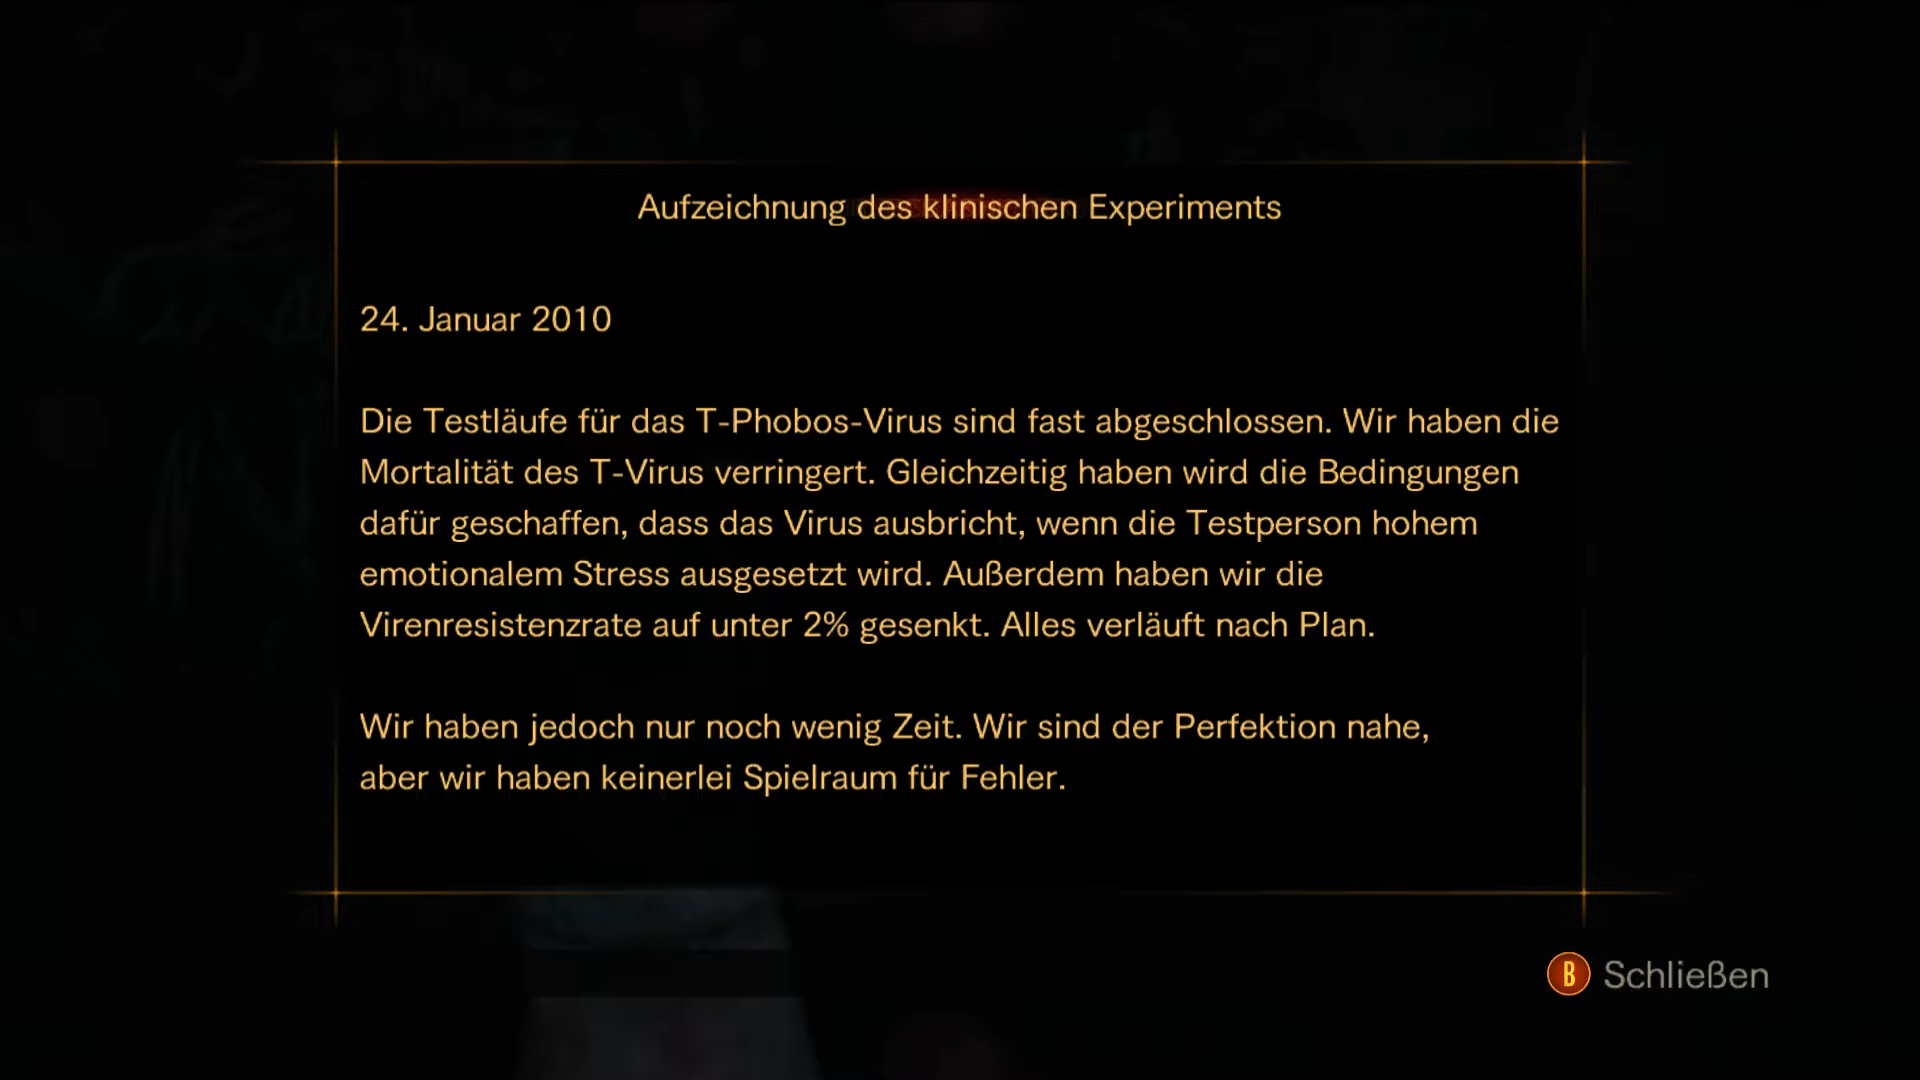 Aufzeichnung des klinischen Experiments
24. Januar 2010
Die Testläufe für das T-Phobos-Virus sind fast abgeschlossen. Wir haben die
Mortalität des T-Virus verringert. Gleichzeitig haben wird die Bedingungen
dafür geschaffen, dass das Virus ausbricht, wenn die Testperson hohem
emotionalem Stress ausgesetzt wird. Außerdem haben wir die
Virenresistenzrate auf unter 2% gesenkt. Alles verläuft nach Plan.
Wir haben jedoch nur noch wenig Zeit. Wir sind der Perfektion nahe,
aber wir haben keinerlei Spielraum für Fehler.
B Schließen